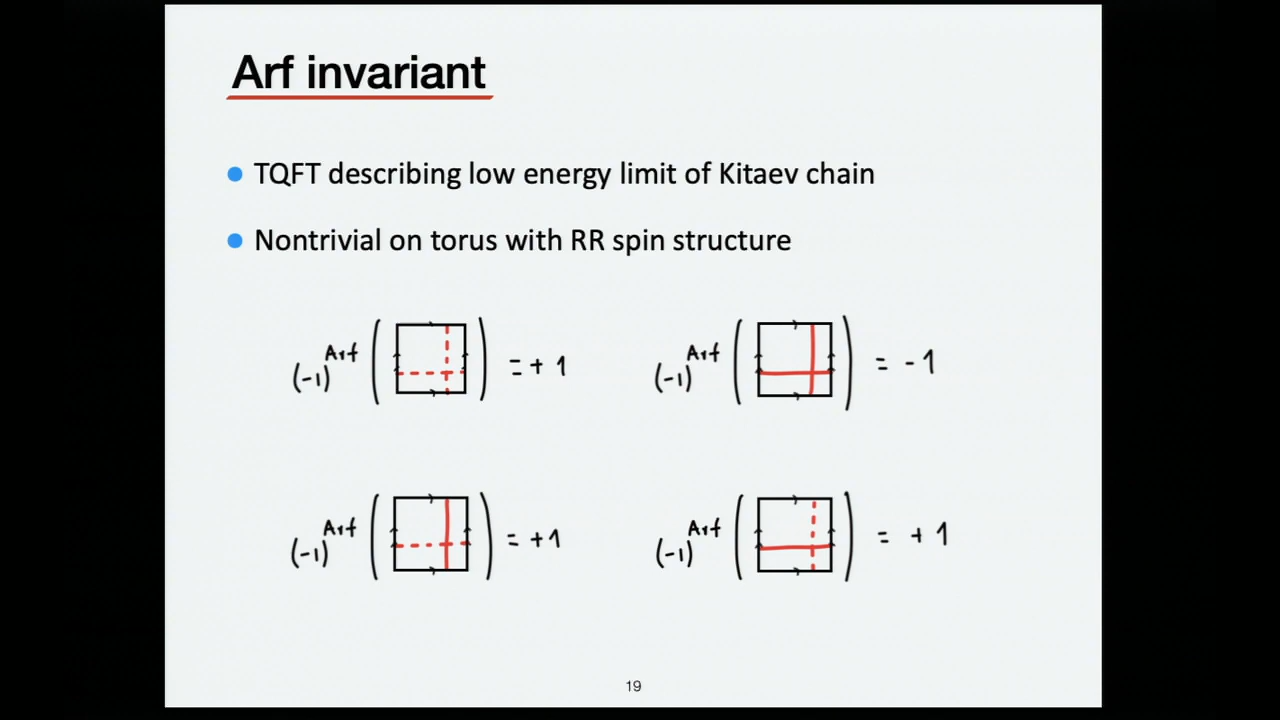 Arf invariant
TQFT describing low energy limit of Kitaev chain
Nontrivial on torus with RR spin structure
(-1)^Arf ( ) = + 1
(-1)^Arf ( ) = - 1
(-1)^Arf ( ) = + 1
(-1)^Arf ( ) = + 1
19